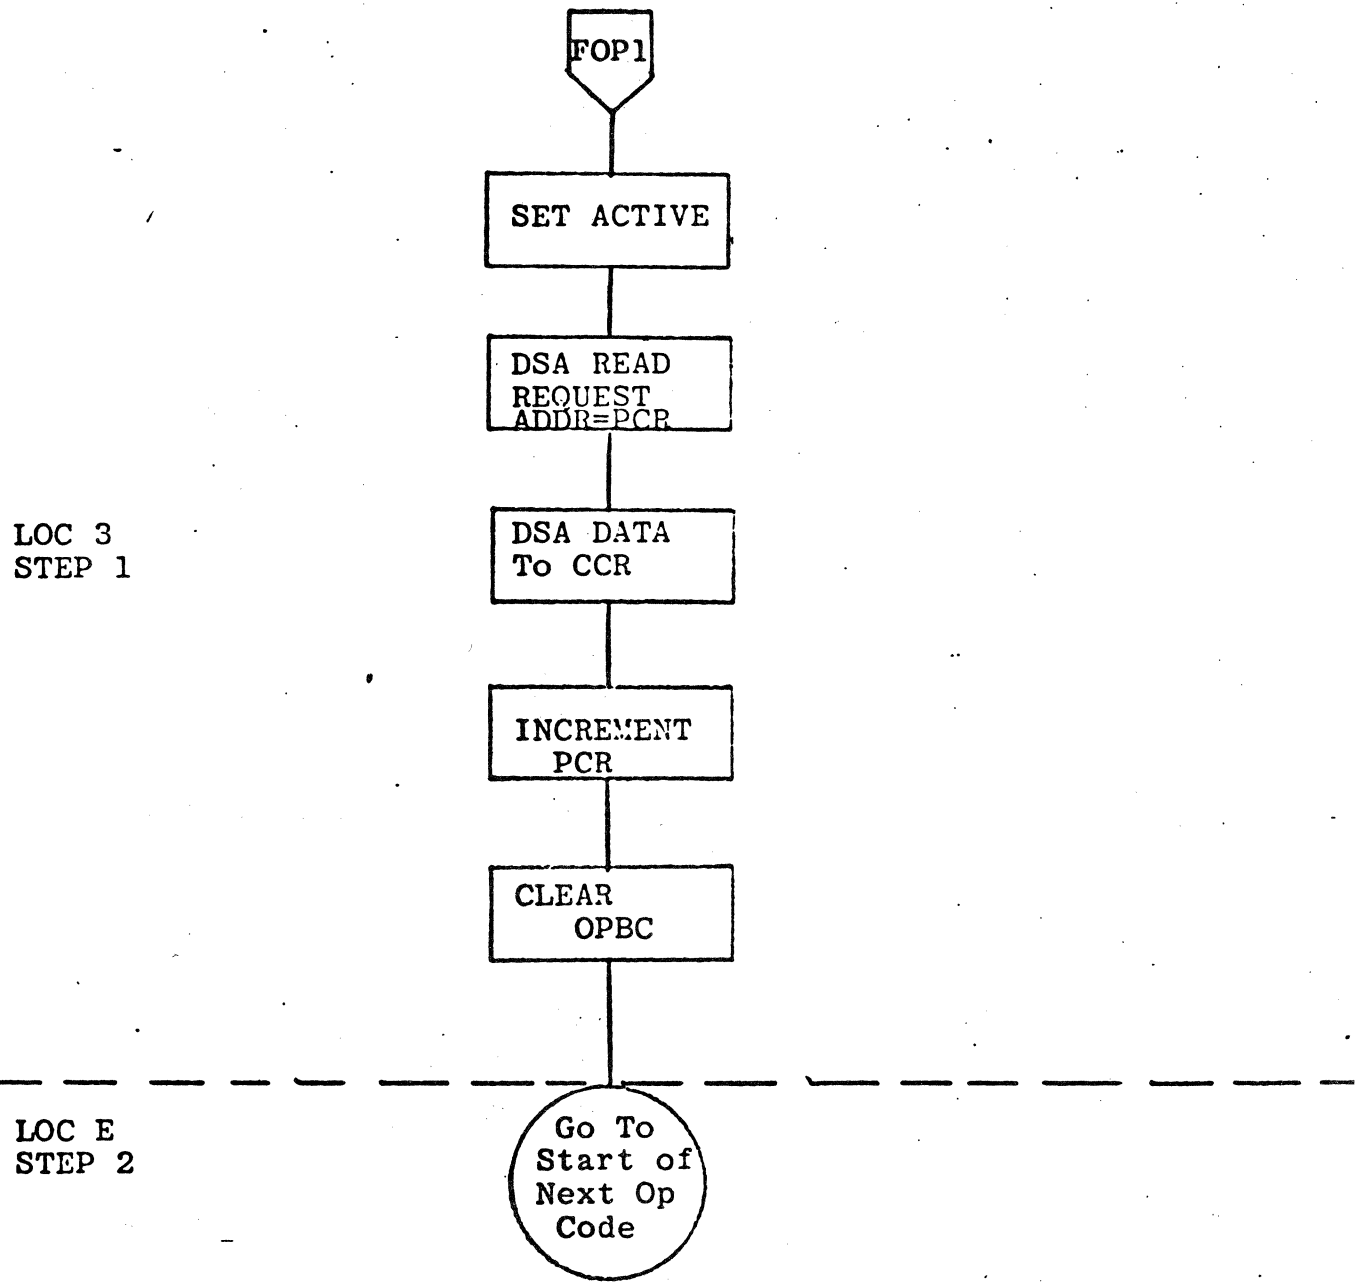 FOP1
SET ACTIVE
DSA READ
REQUEST
ADDR=PCR
LOC 3
STEP 1
DSA DATA
To CCR
INCREMENT
PCR
CLEAR
OPBC
LOC E
STEP 2
Go To
Start of
Next Op
Code